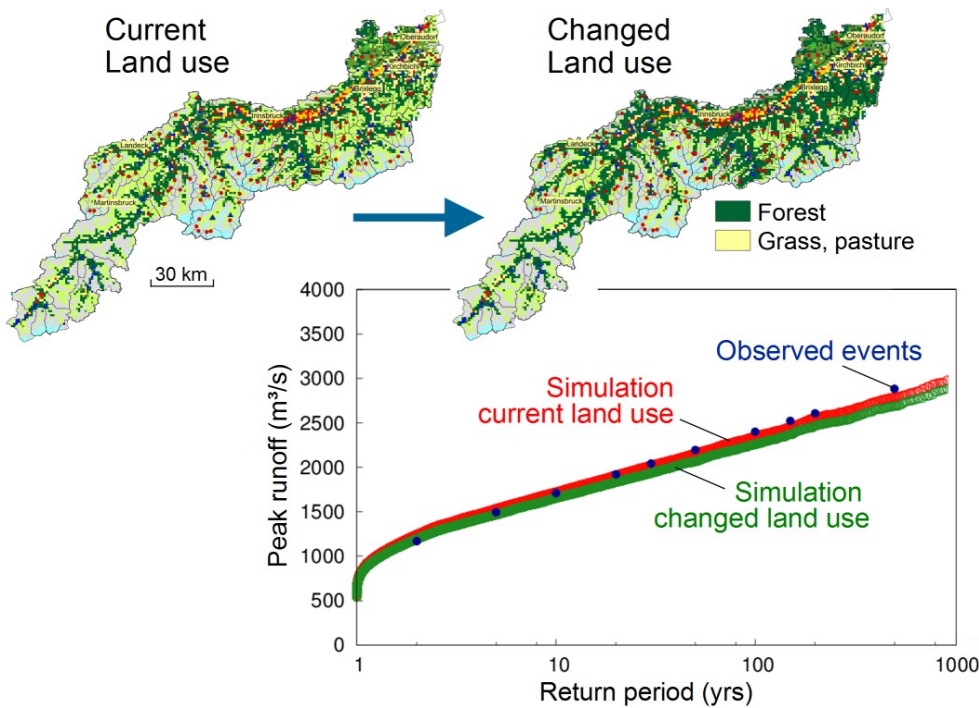 Current
Land use
Oberaudorf
Kirchbichl
Brixlegg
Innsbruck
Landeck
Martinsbruck
30 km
Changed
Land use
Oberaudorf
Kirchbichl
Brixlegg
Innsbruck
Landeck
Martinsbruck
Forest
Grass, pasture
4000
3500
3000
2500
2000
1500
1000
500
0
Peak runoff (m³/s)
Observed events
Simulation
current land use
Simulation
changed land use
1
10
100
1000
Return period (yrs)